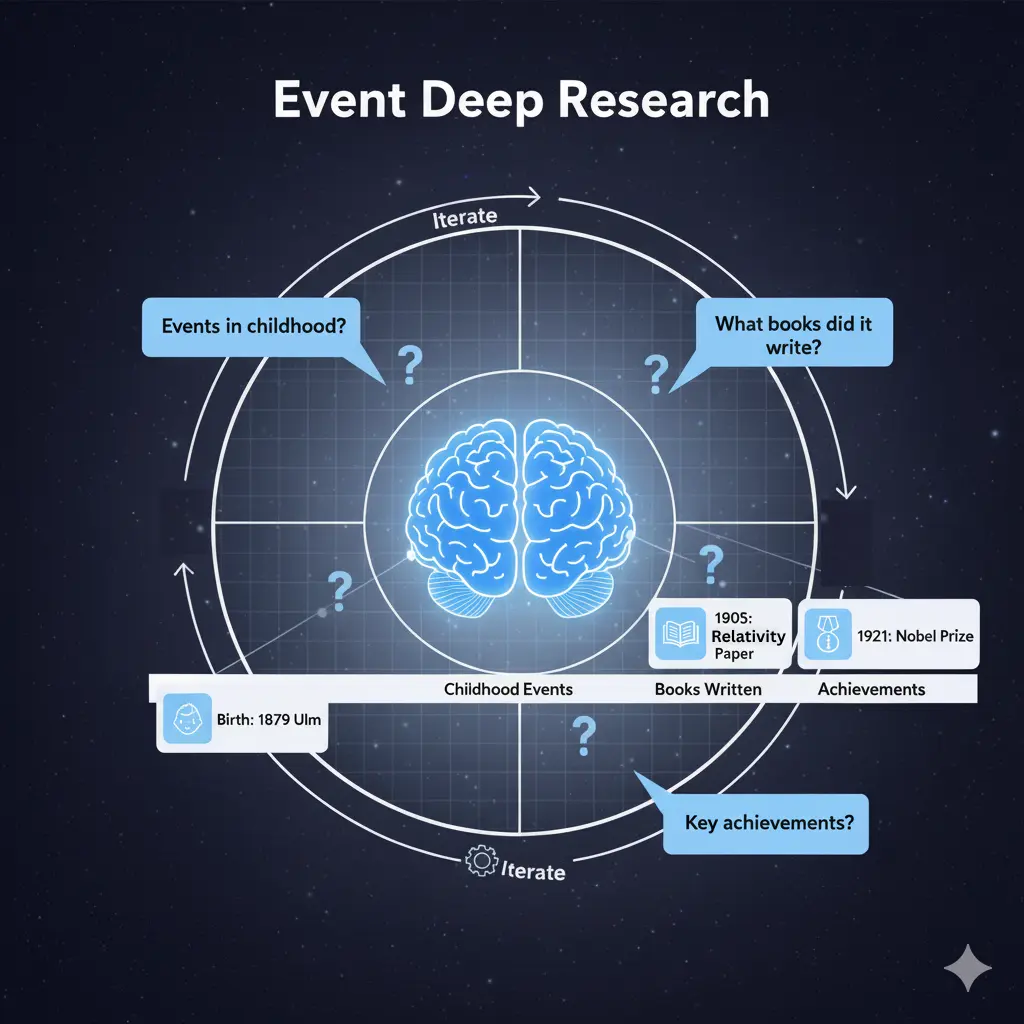 Event Deep Research
Iterate
Events in childhood?
What books did it
write?
?
?
?
?
1905:
Relativity
Paper
1921: Nobel Prize
Childhood Events
Books Written
Achievements
Birth: 1879 Ulm
?
Key achievements?
Iterate